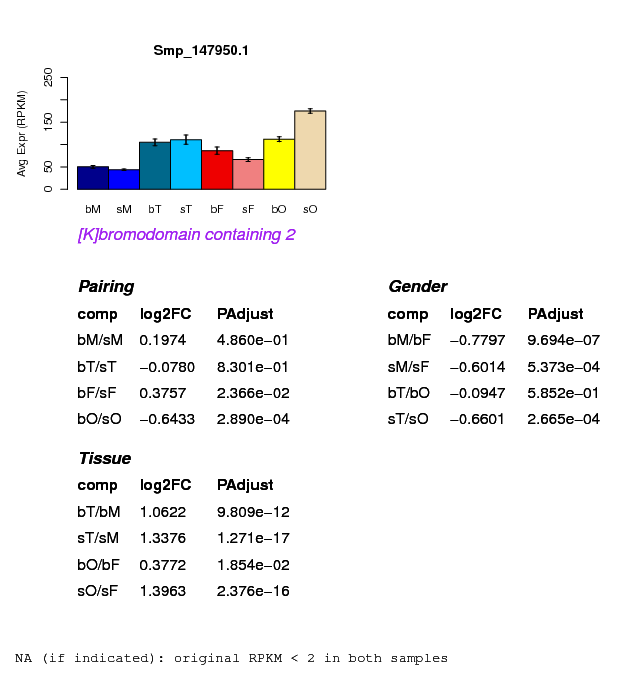 Smp_147950.1
Avg Expr (RPKM)
0 50 150 250
bM sM bT sT bF sF bO sO
[K]bromodomain containing 2
Pairing
comp log2FC PAdjust
bM/sM 0.1974 4.860e−01
bT/sT −0.0780 8.301e−01
bF/sF 0.3757 2.366e−02
bO/sO −0.6433 2.890e−04
Gender
comp log2FC PAdjust
bM/bF −0.7797 9.694e−07
sM/sF −0.6014 5.373e−04
bT/bO −0.0947 5.852e−01
sT/sO −0.6601 2.665e−04
Tissue
comp log2FC PAdjust
bT/bM 1.0622 9.809e−12
sT/sM 1.3376 1.271e−17
bO/bF 0.3772 1.854e−02
sO/sF 1.3963 2.376e−16
NA (if indicated): original RPKM < 2 in both samples